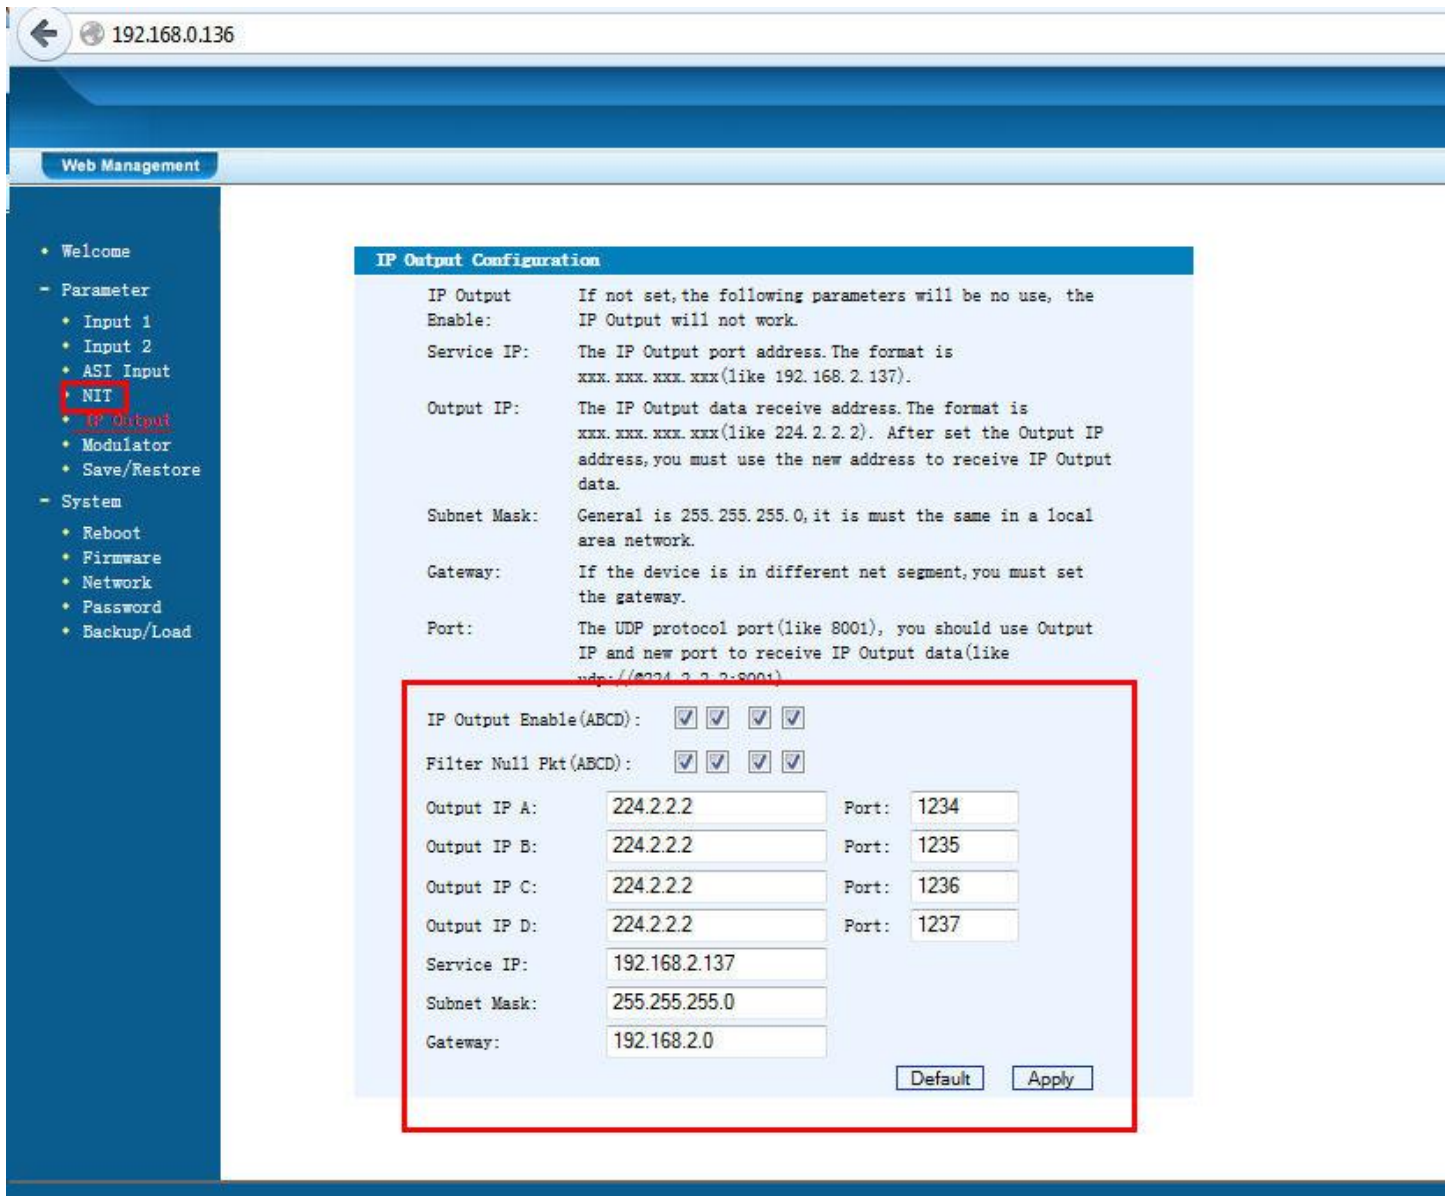 192.168.0.136
Web Management
Welcome
Parameter
Input 1
Input 2
ASI Input
NIT
IP Output
Modulator
Save/Restore
System
Reboot
Firmware
Network
Password
Backup/Load
IP Output Configuration
IP Output If not set,the following parameters will be no use, the
Enable: IP Output will not work.
Service IP: The IP Output port address.The format is
xxx.xxx.xxx.xxx(like 192.168.2.137).
Output IP: The IP Output data receive address.The format is
xxx.xxx.xxx.xxx(like 224.2.2.2). After set the Output IP
address,you must use the new address to receive IP Output
data.
Subnet Mask: General is 255.255.255.0,it is must the same in a local
area network.
Gateway: If the device is in different net segment,you must set
the gateway.
Port: The UDP protocol port(like 8001), you should use Output
IP and new port to receive IP Output data(like
udp://@224.2.2.2:8001)
IP Output Enable(ABCD):
Filter Null Pkt(ABCD):
Output IP A: 224.2.2.2 Port: 1234
Output IP B: 224.2.2.2 Port: 1235
Output IP C: 224.2.2.2 Port: 1236
Output IP D: 224.2.2.2 Port: 1237
Service IP: 192.168.2.137
Subnet Mask: 255.255.255.0
Gateway: 192.168.2.0
Default Apply